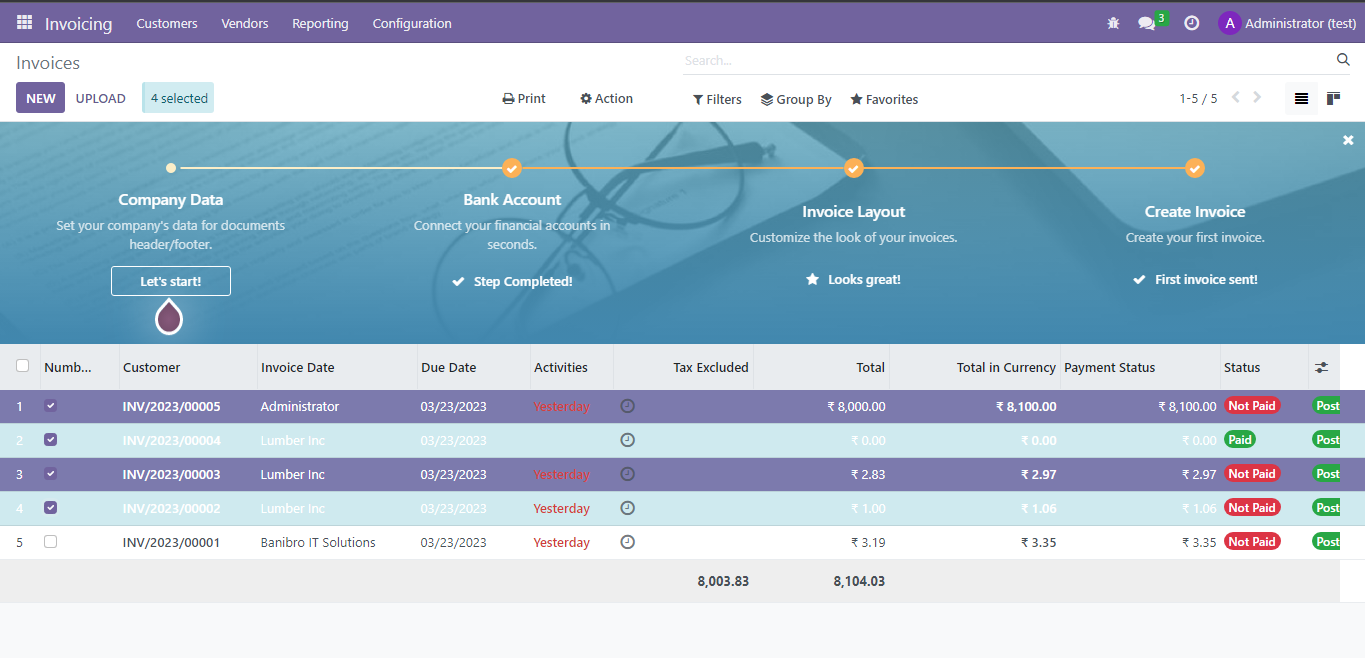 Invoicing Customers Vendors Reporting Configuration 3 A Administrator (test)
Invoices Search...
NEW UPLOAD 4 selected Print Action Filters Group By Favorites 1-5 / 5
Company Data Bank Account Invoice Layout Create Invoice
Set your company's data for documents
header/footer.
Connect your financial accounts in
seconds.
Customize the look of your invoices.
Create your first invoice.
Let's start! Step Completed! Looks great! First invoice sent!
Numb... Customer Invoice Date Due Date Activities Tax Excluded Total Total in Currency Payment Status Status
1 INV/2023/00005 Administrator 03/23/2023 Yesterday ₹ 8,000.00 ₹ 8,100.00 ₹ 8,100.00 Not Paid Post
2 INV/2023/00004 Lumber Inc 03/23/2023 ₹ 0.00 ₹ 0.00 ₹ 0.00 Paid Post
3 INV/2023/00003 Lumber Inc 03/23/2023 Yesterday ₹ 2.83 ₹ 2.97 ₹ 2.97 Not Paid Post
4 INV/2023/00002 Lumber Inc 03/23/2023 Yesterday ₹ 1.00 ₹ 1.06 ₹ 1.06 Not Paid Post
5 INV/2023/00001 Banibro IT Solutions 03/23/2023 Yesterday ₹ 3.19 ₹ 3.35 ₹ 3.35 Not Paid Post
8,003.83 8,104.03